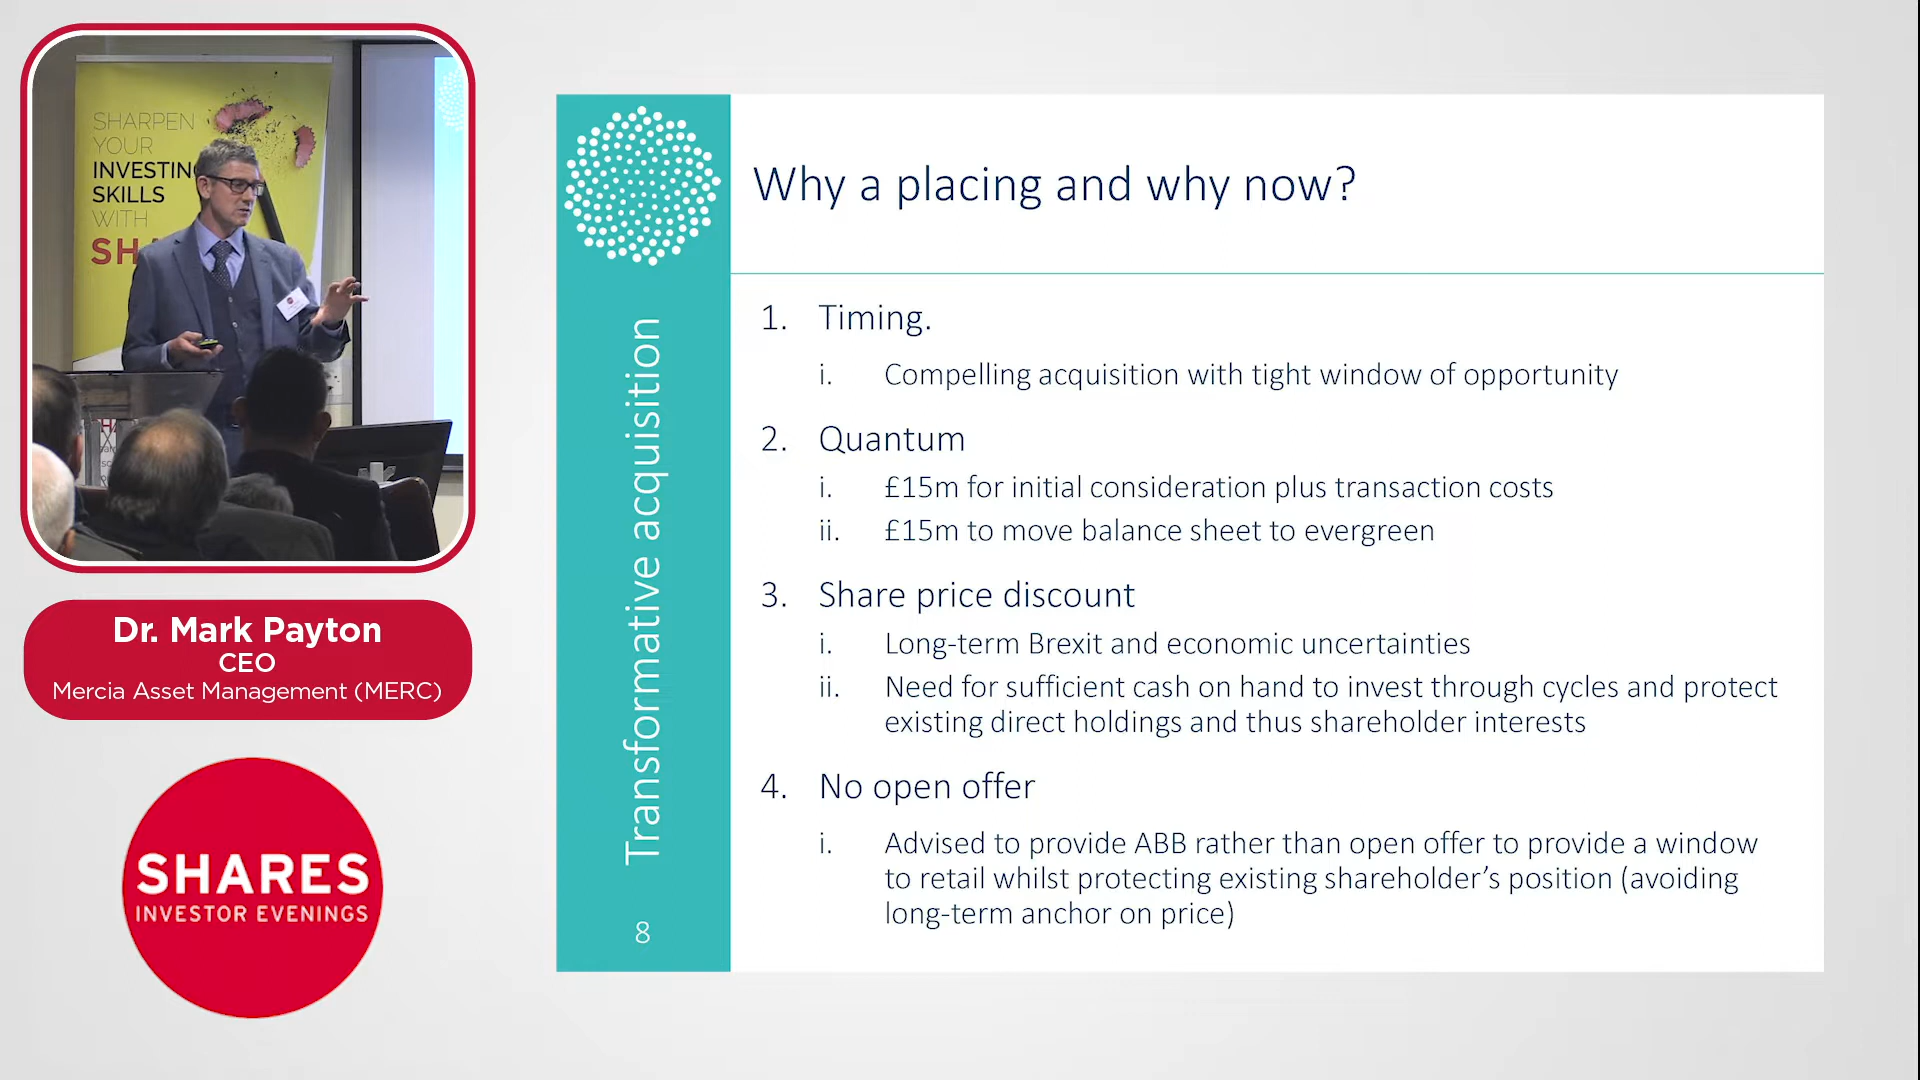 SHARPEN
YOUR
INVESTING
SKILLS
WITH
SH
Dr. Mark Payton
CEO
Mercia Asset Management (MERC)
SHARES
INVESTOR EVENINGS
Transformative acquisition
8
Why a placing and why now?
1. Timing.
i. Compelling acquisition with tight window of opportunity
2. Quantum
i. £15m for initial consideration plus transaction costs
ii. £15m to move balance sheet to evergreen
3. Share price discount
i. Long-term Brexit and economic uncertainties
ii. Need for sufficient cash on hand to invest through cycles and protect
existing direct holdings and thus shareholder interests
4. No open offer
i. Advised to provide ABB rather than open offer to provide a window
to retail whilst protecting existing shareholder’s position (avoiding
long-term anchor on price)